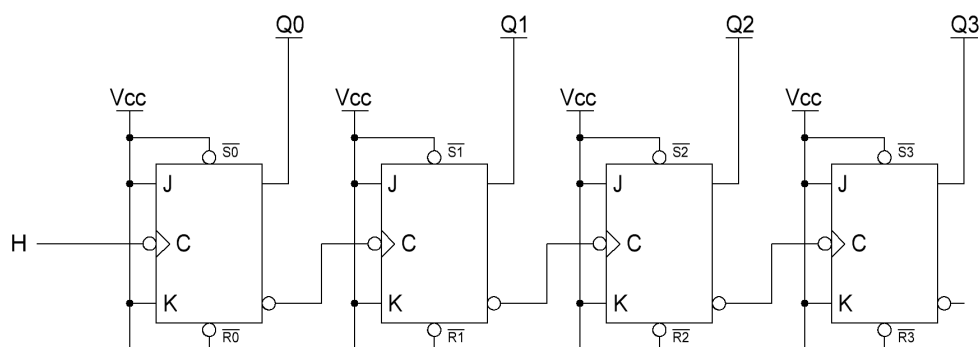 Q0 Q1 Q2 Q3
Vcc Vcc Vcc Vcc
S0 S1 S2 S3
J J J J
H C C C C
K K K K
R0 R1 R2 R3